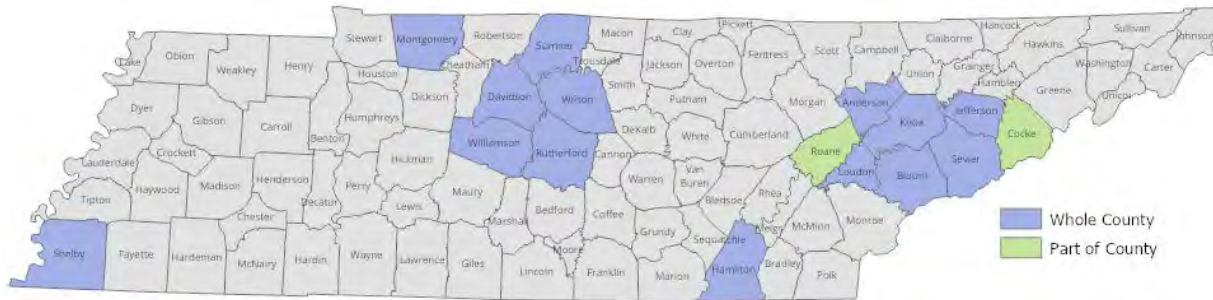 Stewart
Montgomery
Robertson
Sumner
Macon
Clay
Pickett
Fentress
Scott
Campbell
Claiborne
Hancock
Hawkins
Sullivan
Johnson
Lake
Obion
Weakley
Henry
Houston
Cheatham
Trousdale
Jackson
Overton
Union
Grainger
Hamblen
Washington
Carter
Greene
Unicoi
Dyer
Gibson
Carroll
Benton
Humphreys
Dickson
Davidson
Wilson
Smith
Putnam
Morgan
Anderson
Knox
Jefferson
Cocke
Lauderdale
Crockett
Haywood
Madison
Henderson
Decatur
Perry
Hickman
Williamson
Rutherford
Cannon
DeKalb
White
Cumberland
Roane
Loudon
Blount
Sevier
Tipton
Chester
Lewis
Maury
Marshall
Bedford
Coffee
Warren
Van
Buren
Bledsoe
Rhea
Meigs
McMinn
Monroe
Shelby
Fayette
Hardeman
McNairy
Hardin
Wayne
Lawrence
Giles
Lincoln
Moore
Franklin
Grundy
Marion
Sequatchie
Hamilton
Bradley
Polk
Whole County
Part of County